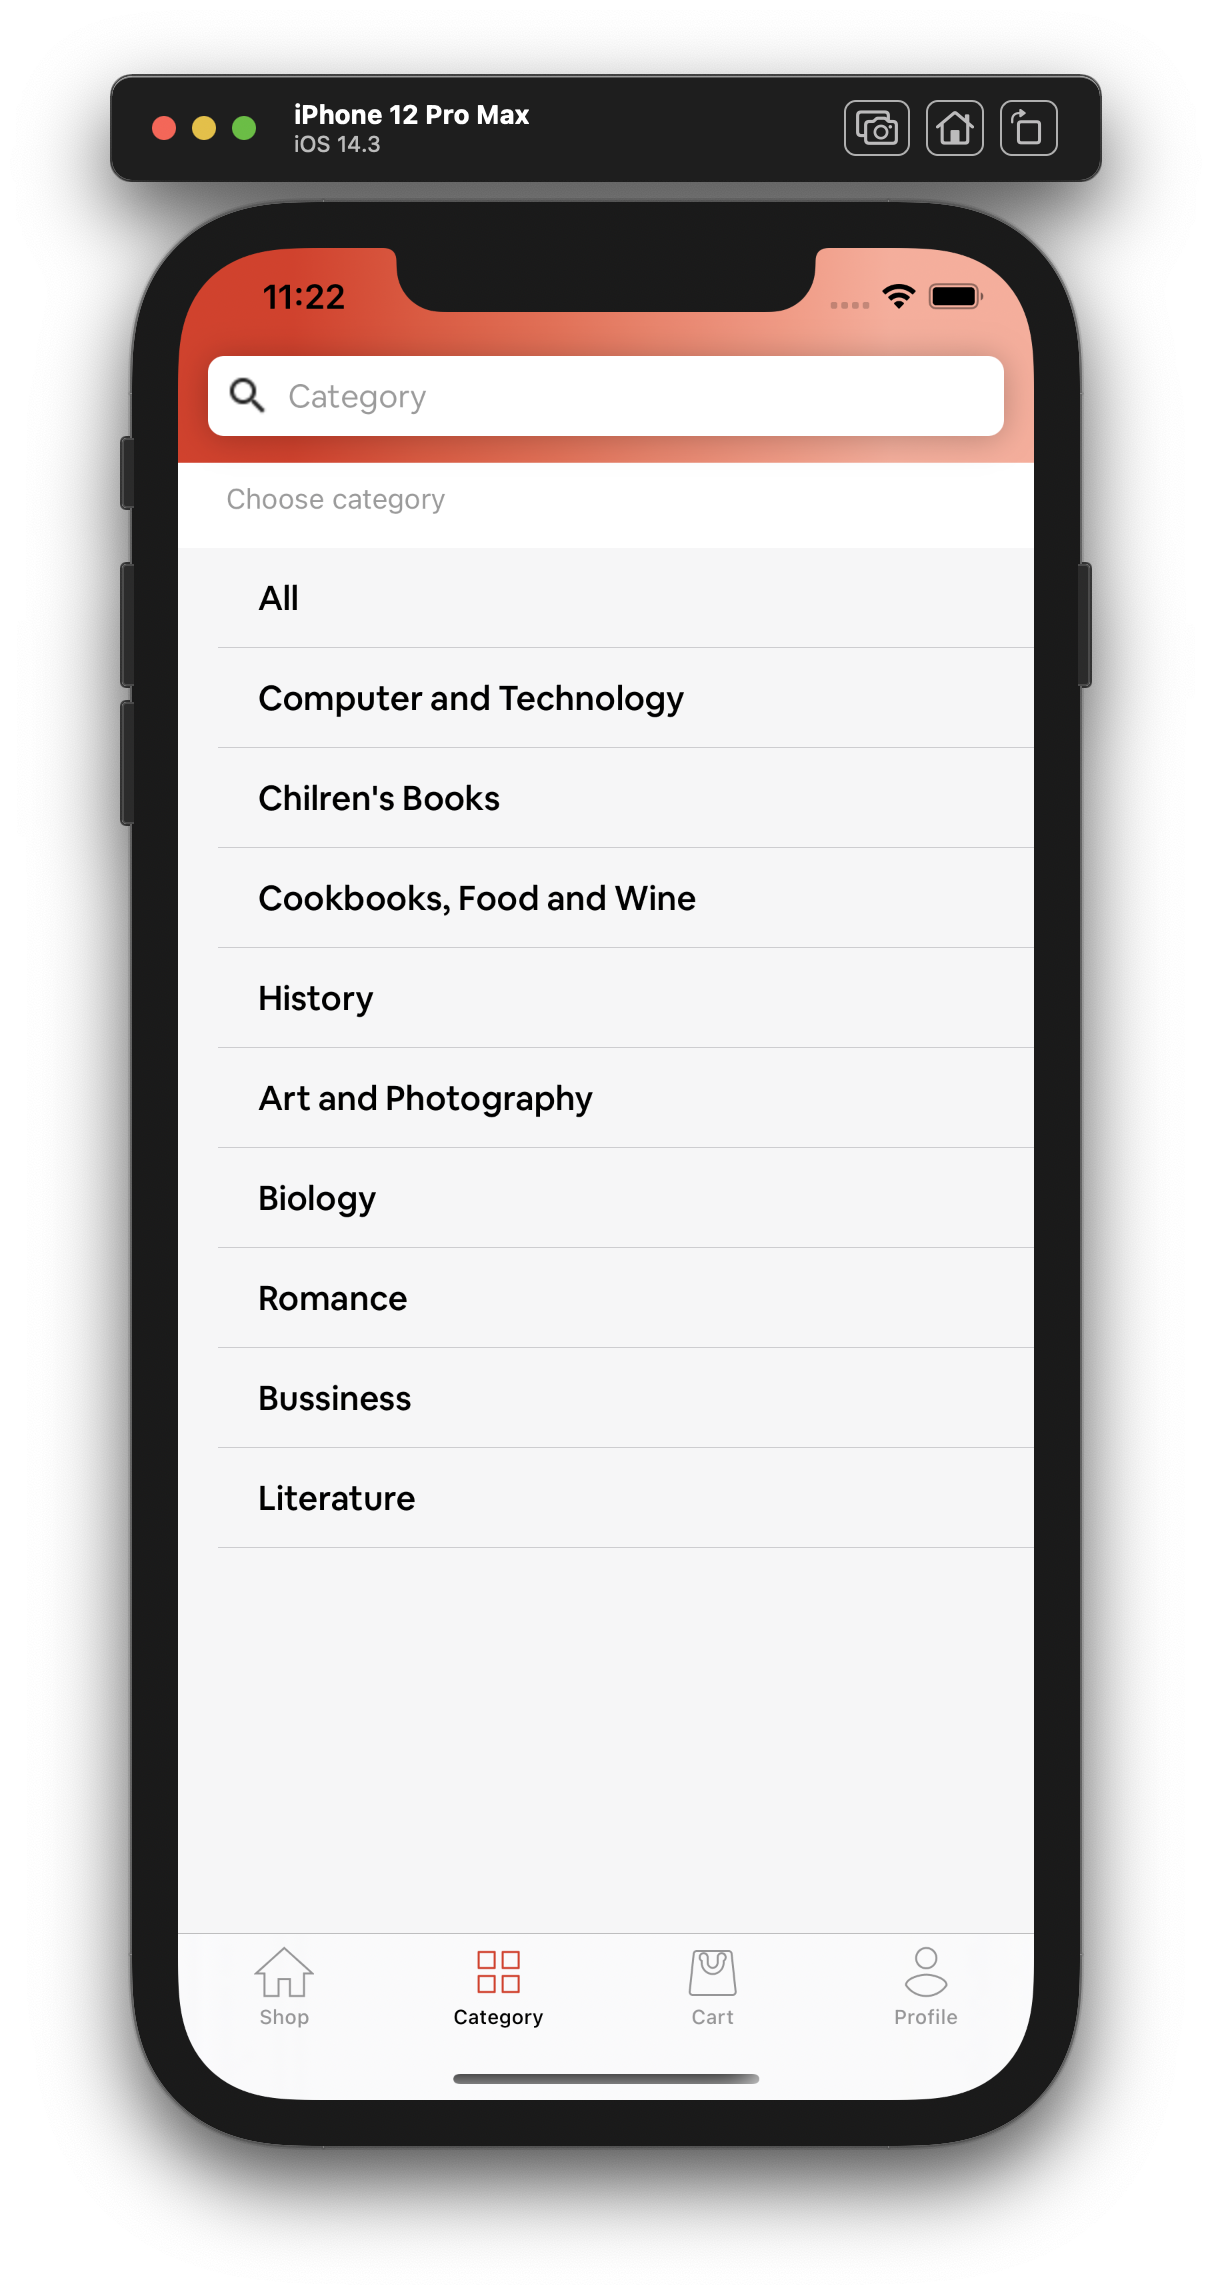 iPhone 12 Pro Max
iOS 14.3
11:22
Category
Choose category
All
Computer and Technology
Chilren's Books
Cookbooks, Food and Wine
History
Art and Photography
Biology
Romance
Bussiness
Literature
Shop
Category
Cart
Profile